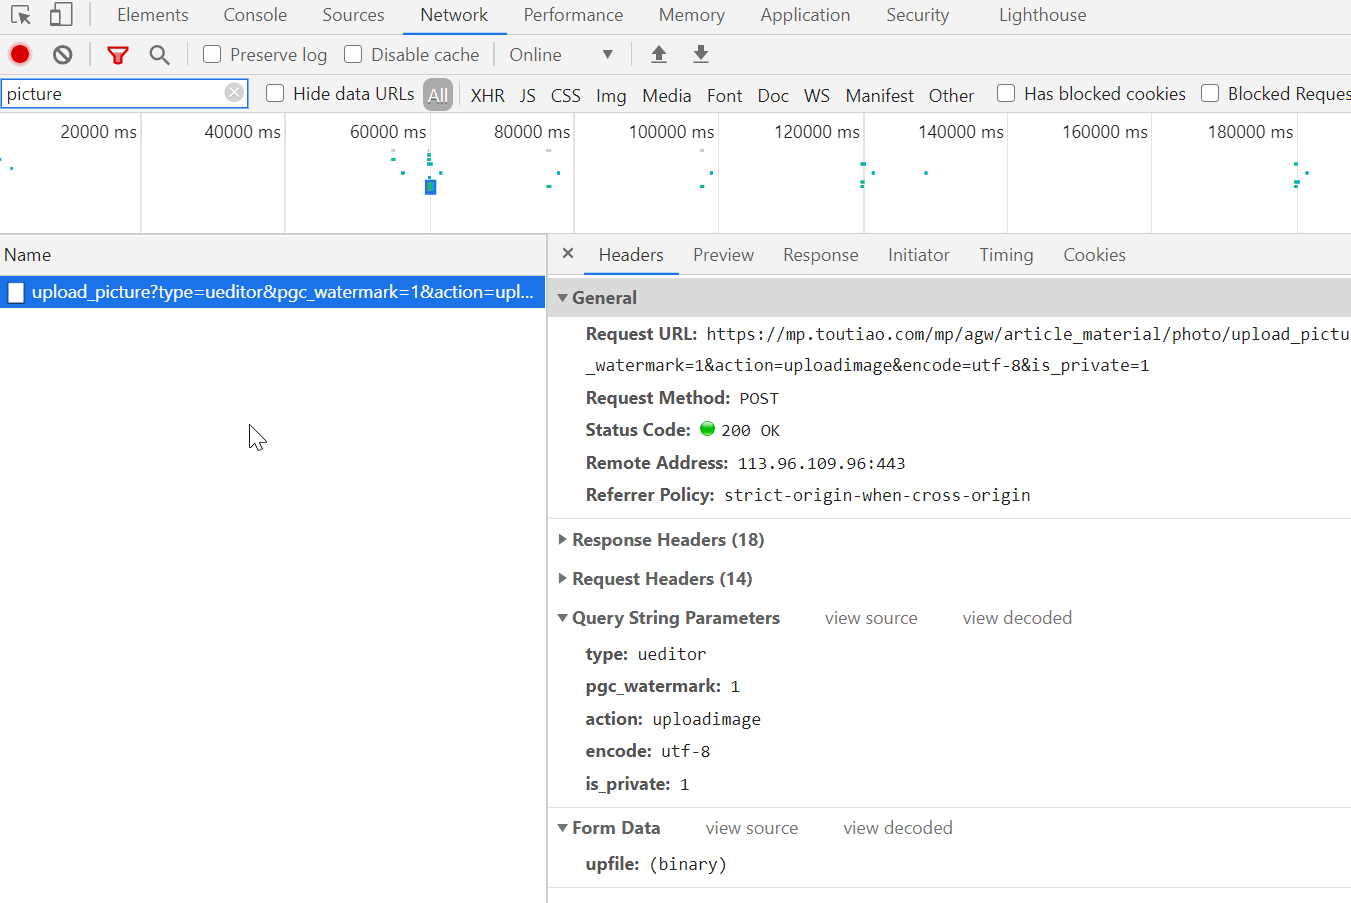 Elements Console Sources Network Performance Memory Application Security Lighthouse
Preserve log Disable cache Online
picture Hide data URLs All XHR JS CSS Img Media Font Doc WS Manifest Other Has blocked cookies Blocked Reques
20000 ms 40000 ms 60000 ms 80000 ms 100000 ms 120000 ms 140000 ms 160000 ms 180000 ms
Name
upload_picture?type=ueditor&pgc_watermark=1&action=upl...
× Headers Preview Response Initiator Timing Cookies
General
Request URL: https://mp.toutiao.com/mp/agw/article_material/photo/upload_pictu
_watermark=1&action=uploadimage&encode=utf-8&is_private=1
Request Method: POST
Status Code: 200 OK
Remote Address: 113.96.109.96:443
Referrer Policy: strict-origin-when-cross-origin
Response Headers (18)
Request Headers (14)
Query String Parameters view source view decoded
type: ueditor
pgc_watermark: 1
action: uploadimage
encode: utf-8
is_private: 1
Form Data view source view decoded
upfile: (binary)